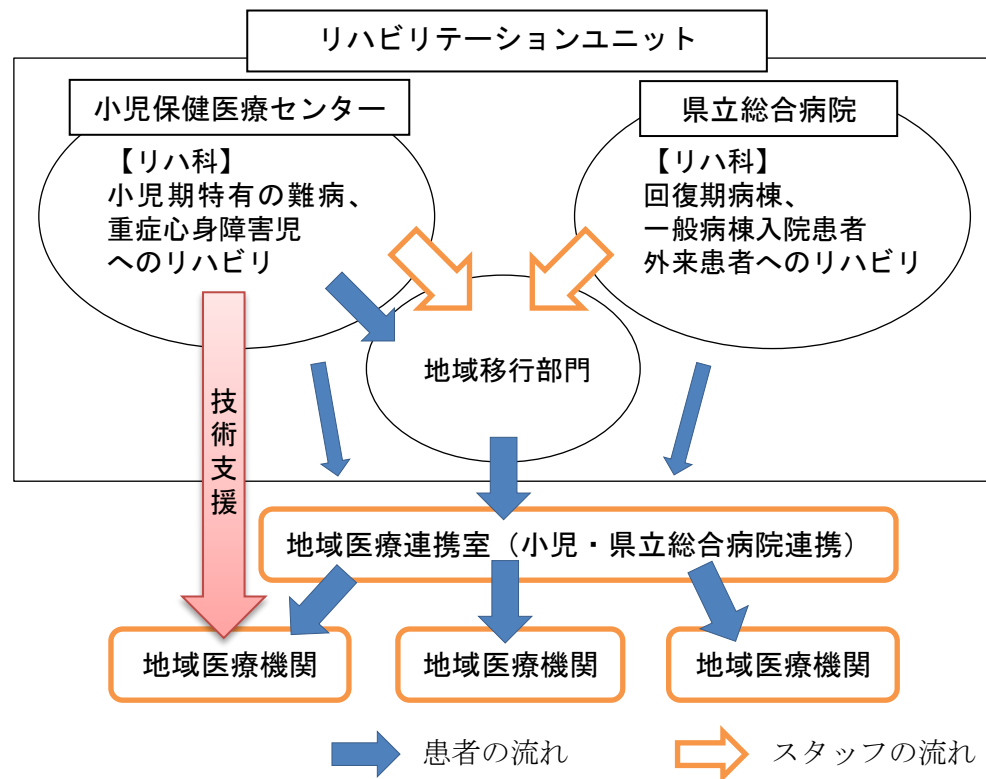 リハビリテーションユニット
小児保健医療センター
【リハ科】
小児期特有の難病、
重症心身障害児
へのリハビリ
県立総合病院
【リハ科】
回復期病棟、
一般病棟入院患者
外来患者へのリハビリ
地域移行部門
技術支援
地域医療連携室（小児・県立総合病院連携）
地域医療機関
地域医療機関
地域医療機関
患者の流れ
スタッフの流れ